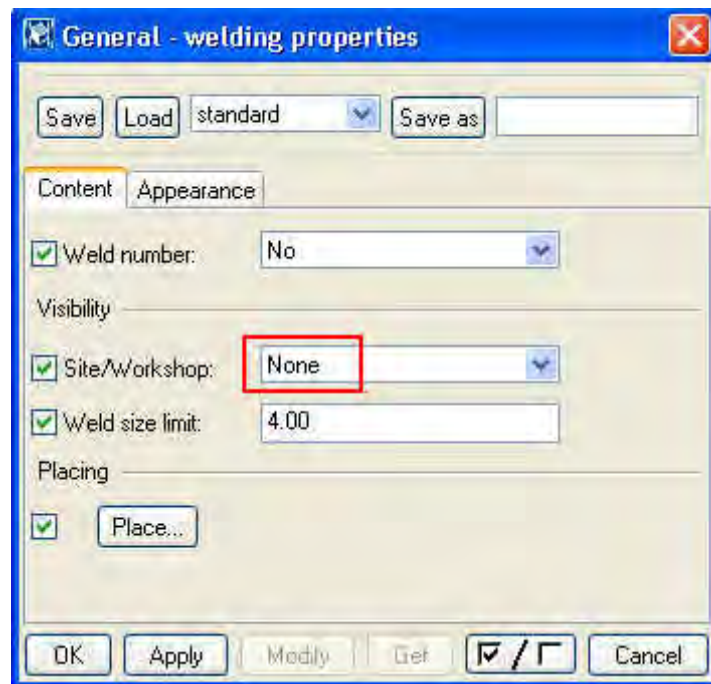 General - welding properties
Save Load standard Save as
Content Appearance
Weld number: No
Visibility
Site/Workshop: None
Weld size limit: 4.00
Placing
Place...
OK Apply Modify Get / Cancel